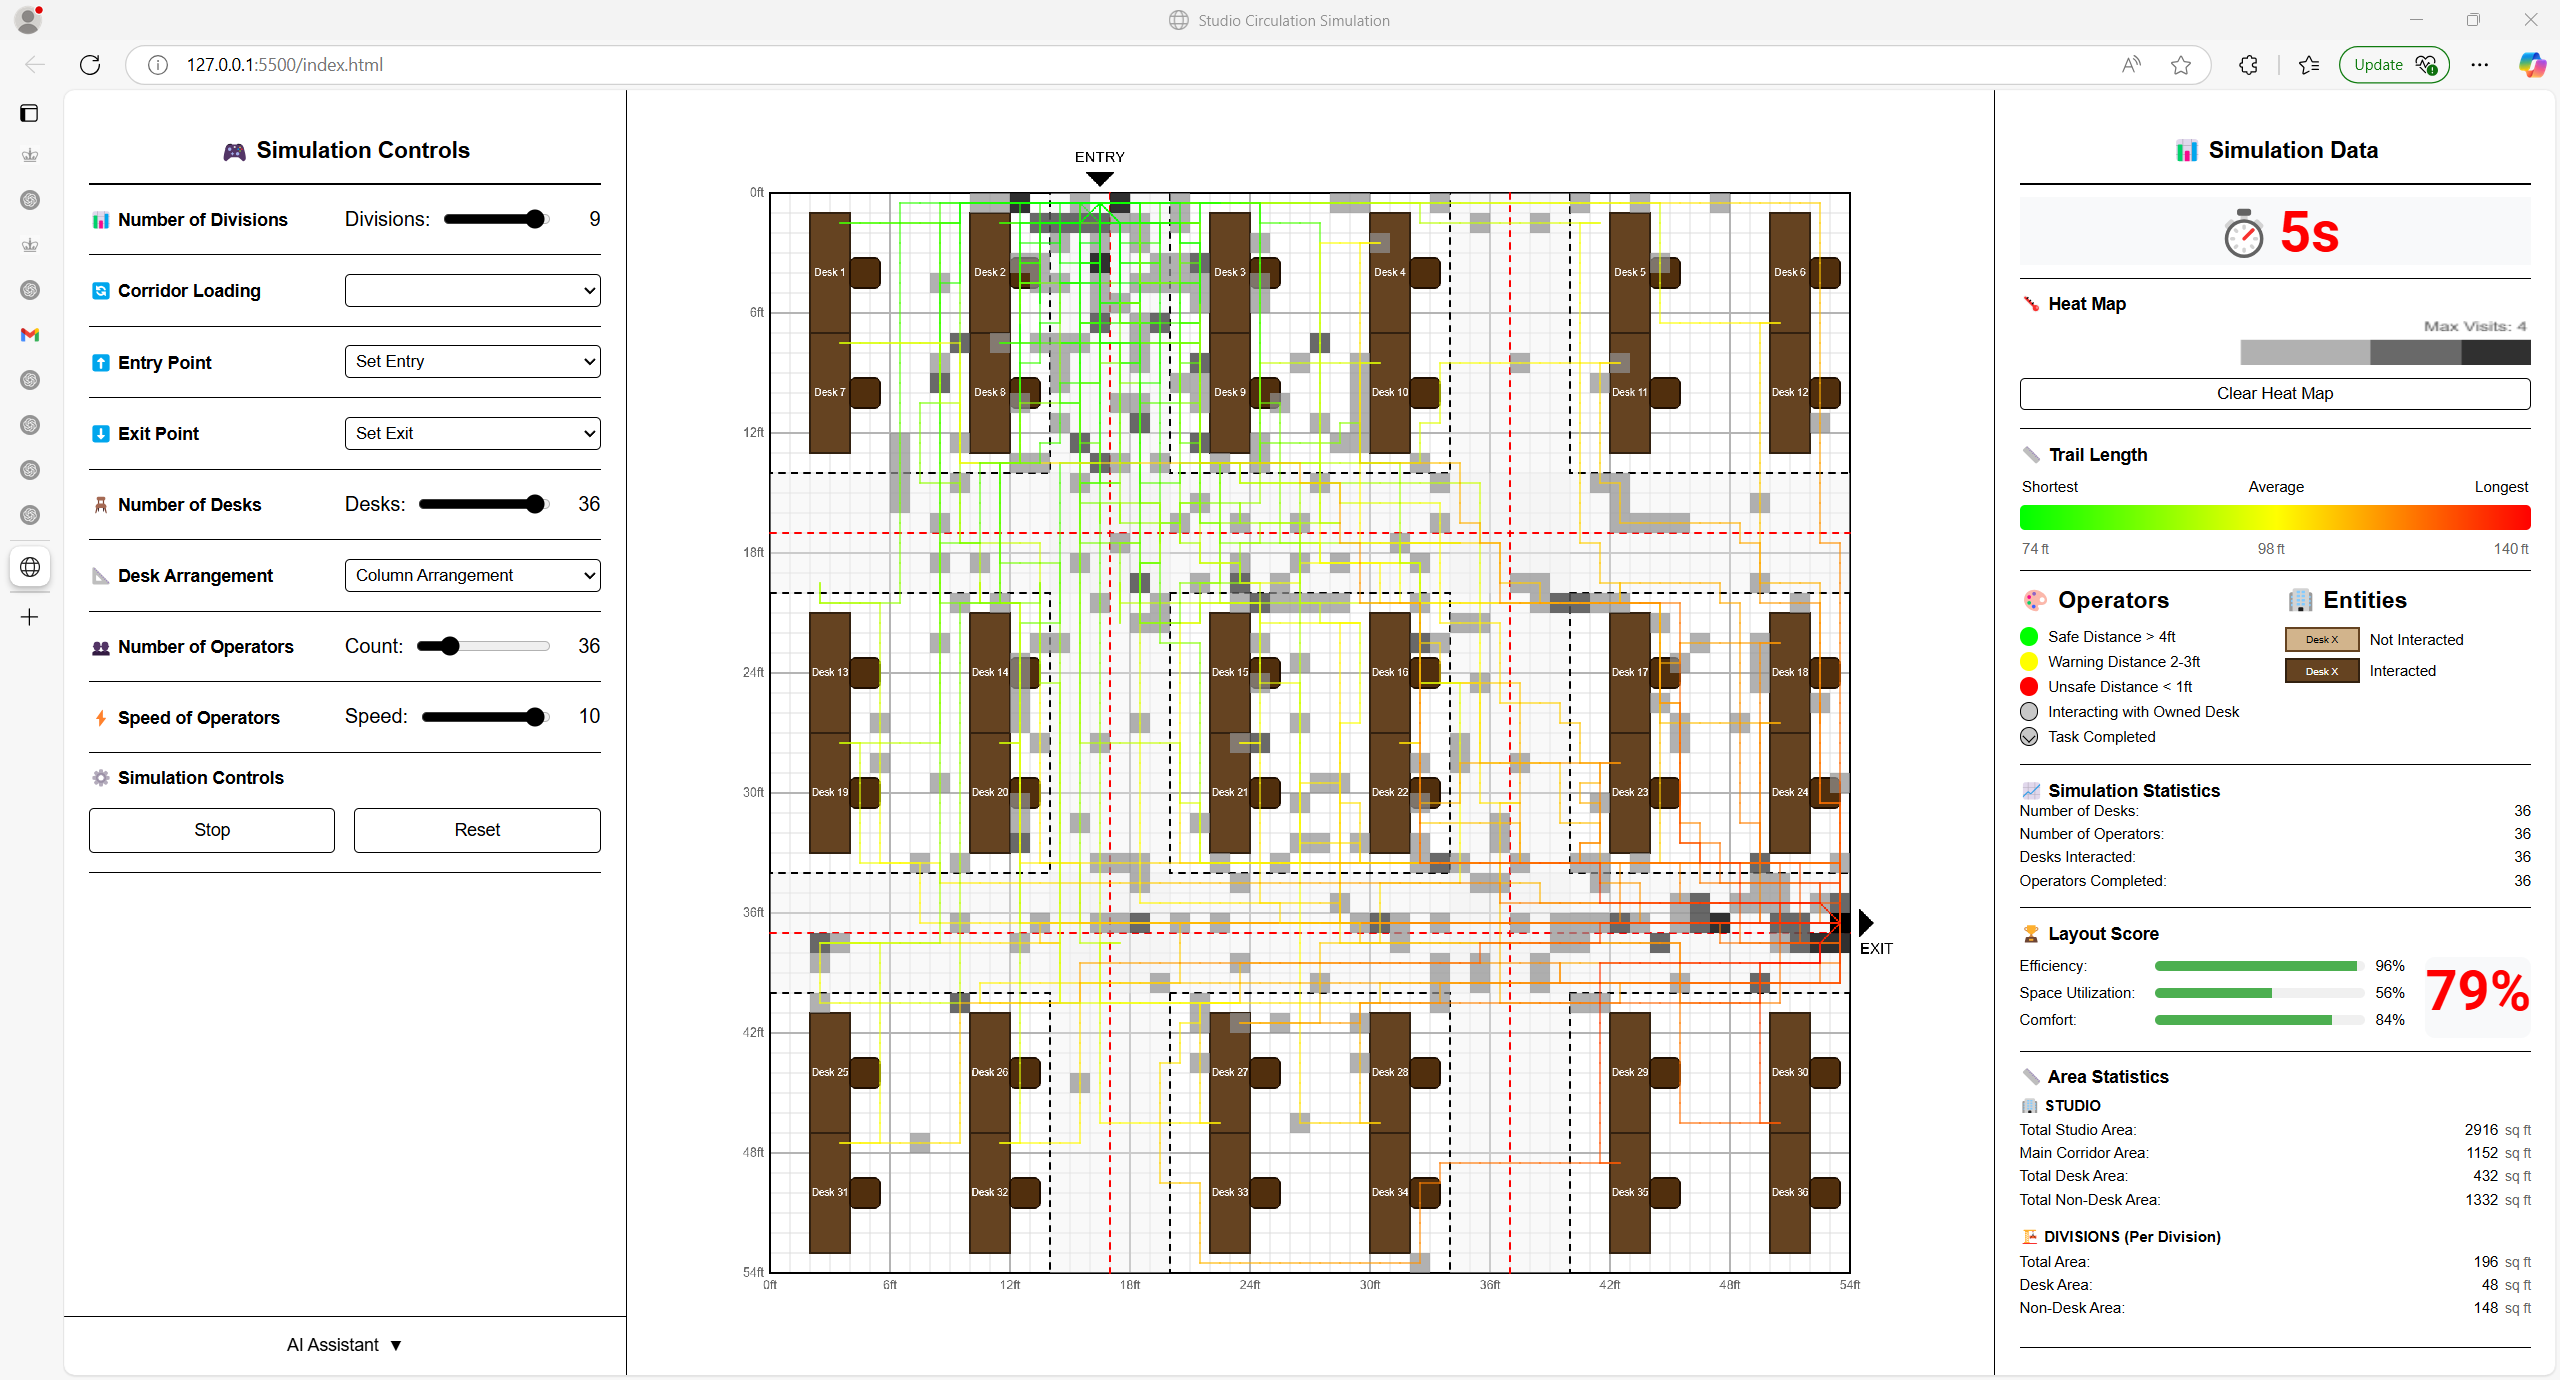 Studio Circulation Simulation
127.0.0.1:5500/index.html
Update
Simulation Controls
Number of Divisions Divisions: 9
Corridor Loading
Entry Point Set Entry
Exit Point Set Exit
Number of Desks Desks: 36
Desk Arrangement Column Arrangement
Number of Operators Count: 36
Speed of Operators Speed: 10
Simulation Controls
Stop Reset
AI Assistant ▼
ENTRY
0ft
Desk 1 Desk 2 Desk 3 Desk 4 Desk 5 Desk 6
6ft
Desk 7 Desk 8 Desk 9 Desk 10 Desk 11 Desk 12
12ft
18ft
24ft Desk 13 Desk 14 Desk 15 Desk 16 Desk 17 Desk 18
30ft Desk 19 Desk 20 Desk 21 Desk 22 Desk 23 Desk 24
36ft
EXIT
42ft
Desk 25 Desk 26 Desk 27 Desk 28 Desk 29 Desk 30
48ft
Desk 31 Desk 32 Desk 33 Desk 34 Desk 35 Desk 36
54ft
0ft 6ft 12ft 18ft 24ft 30ft 36ft 42ft 48ft 54ft
Simulation Data
5s
Heat Map
Max Visits: 4
Clear Heat Map
Trail Length
Shortest Average Longest
74 ft 98 ft 140 ft
Operators
Safe Distance > 4ft
Warning Distance 2-3ft
Unsafe Distance < 1ft
Interacting with Owned Desk
Task Completed
Entities
Desk X Not Interacted
Desk X Interacted
Simulation Statistics
Number of Desks: 36
Number of Operators: 36
Desks Interacted: 36
Operators Completed: 36
Layout Score
Efficiency: 96%
Space Utilization: 56%
Comfort: 84%
79%
Area Statistics
STUDIO
Total Studio Area: 2916 sq ft
Main Corridor Area: 1152 sq ft
Total Desk Area: 432 sq ft
Total Non-Desk Area: 1332 sq ft
DIVISIONS (Per Division)
Total Area: 196 sq ft
Desk Area: 48 sq ft
Non-Desk Area: 148 sq ft